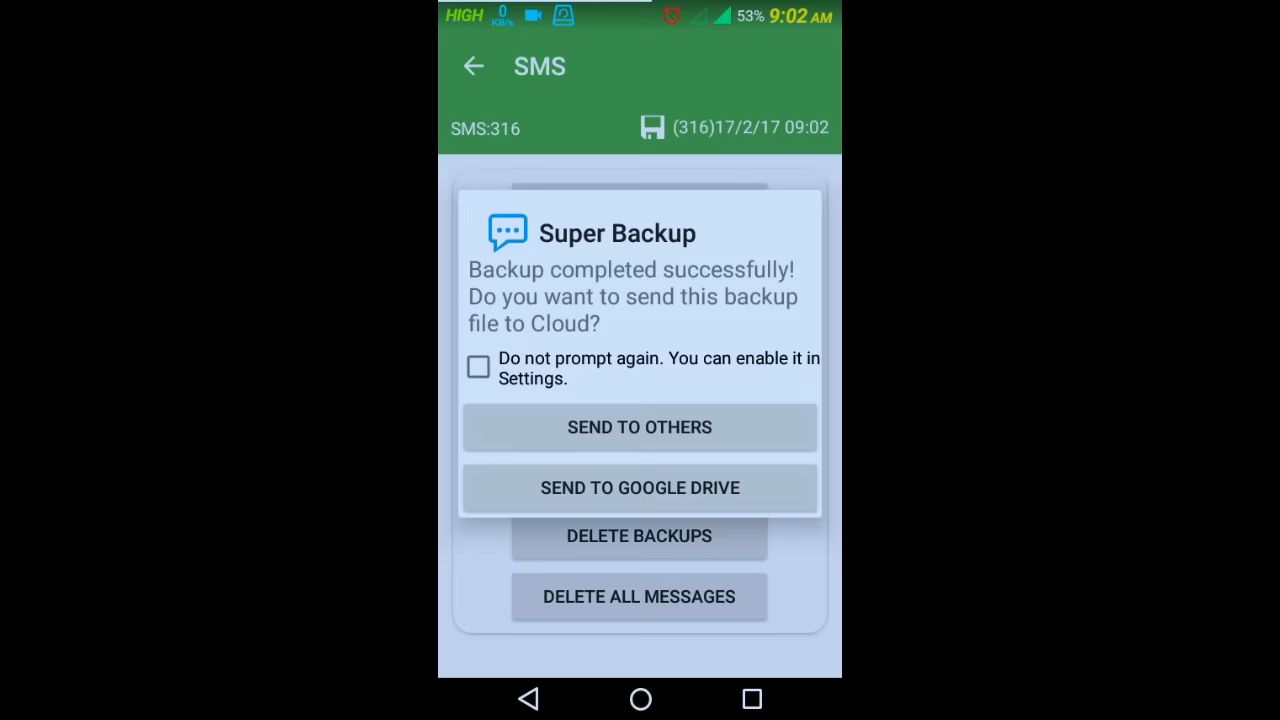 HIGH 0 KB/s 53% 9:02 AM
SMS
SMS:316 (316)17/2/17 09:02
Super Backup
Backup completed successfully!
Do you want to send this backup
file to Cloud?
Do not prompt again. You can enable it in
Settings.
SEND TO OTHERS
SEND TO GOOGLE DRIVE
DELETE BACKUPS
DELETE ALL MESSAGES